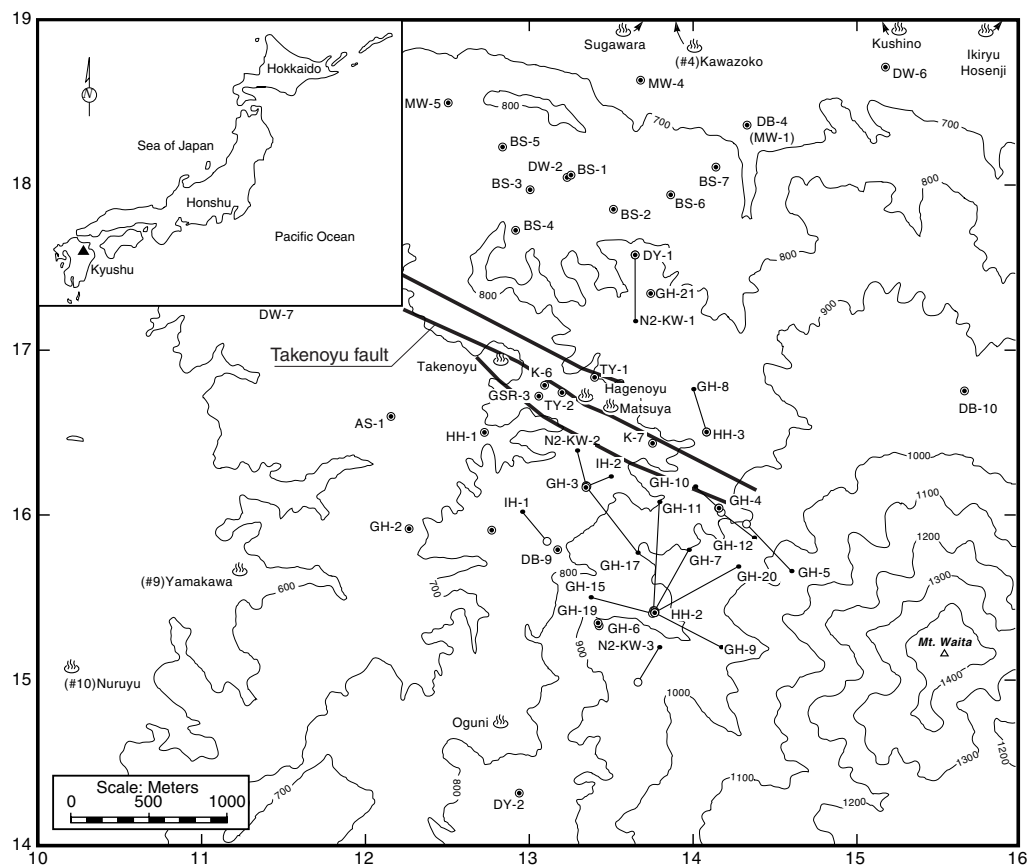 19
18
17
16
15
14
10
11
12
13
14
15
16
N
Hokkaido
Sea of Japan
Honshu
Pacific Ocean
Kyushu
Sugawara
(#4)Kawazoko
Kushino
Ikiryu
Hosenji
DW-6
MW-4
MW-5
800
700
DB-4
(MW-1)
700
BS-5
DW-2
BS-1
BS-3
BS-7
BS-6
800
BS-2
BS-4
DY-1
800
800
GH-21
900
DW-7
N2-KW-1
Takenoyu fault
Takenoyu
K-6
TY-1
Hagenoyu
GH-8
GSR-3
TY-2
Matsuya
DB-10
AS-1
HH-1
N2-KW-2
K-7
HH-3
IH-2
1000
GH-3
GH-10
GH-4
1100
IH-1
GH-11
GH-2
GH-12
1200
DB-9
GH-7
GH-17
GH-20
GH-5
(#9)Yamakawa
600
700
800
GH-15
1300
GH-19
HH-2
GH-6
900
N2-KW-3
GH-9
Mt. Waita
(#10)Nuruyu
1000
1400
Oguni
1200
1300
1100
800
700
DY-2
1200
Scale: Meters
0
500
1000